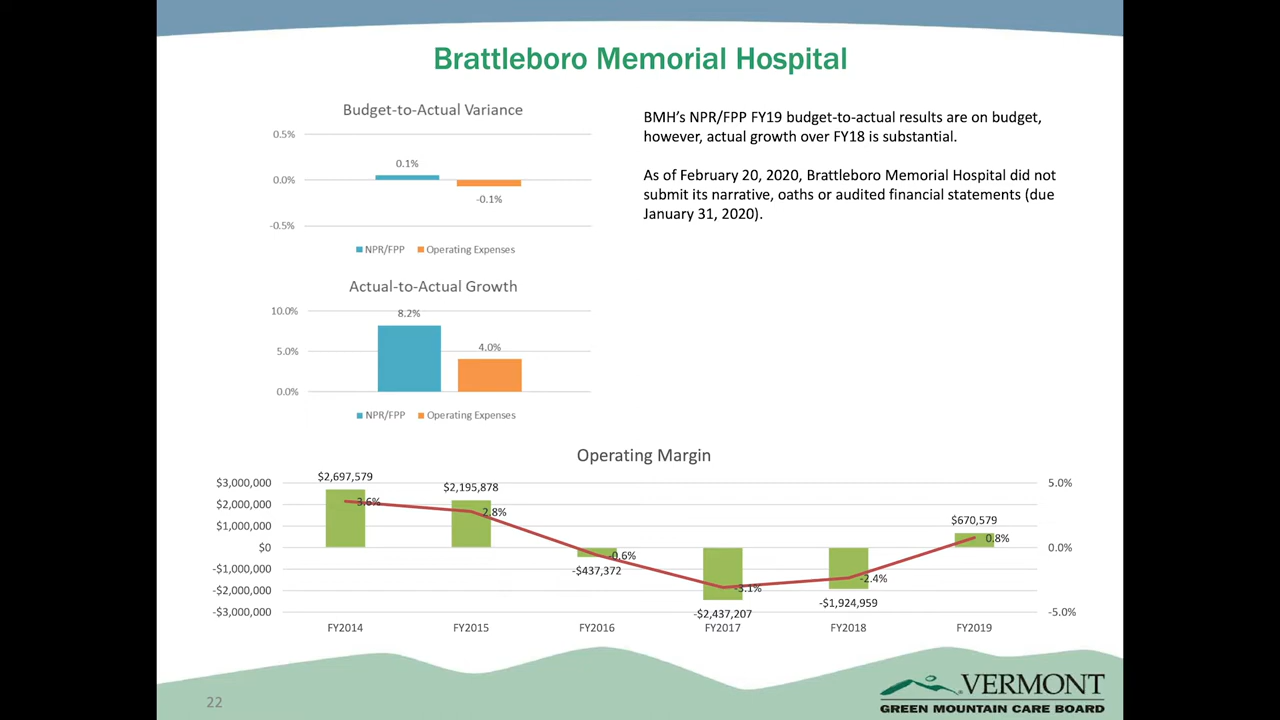 Brattleboro Memorial Hospital
Budget-to-Actual Variance
0.5%
0.1%
0.0%
-0.1%
-0.5%
NPR/FPP Operating Expenses
BMH's NPR/FPP FY19 budget-to-actual results are on budget,
however, actual growth over FY18 is substantial.
As of February 20, 2020, Brattleboro Memorial Hospital did not
submit its narrative, oaths or audited financial statements (due
January 31, 2020).
Actual-to-Actual Growth
10.0%
8.2%
5.0%
4.0%
0.0%
NPR/FPP Operating Expenses
Operating Margin
$3,000,000
$2,000,000
$1,000,000
$0
-$1,000,000
-$2,000,000
-$3,000,000
$2,697,579
$2,195,878
-$437,372
-$2,437,207
-$1,924,959
$670,579
3.6%
2.8%
-0.6%
-3.1%
-2.4%
0.8%
5.0%
0.0%
-5.0%
FY2014 FY2015 FY2016 FY2017 FY2018 FY2019
22
VERMONT
GREEN MOUNTAIN CARE BOARD